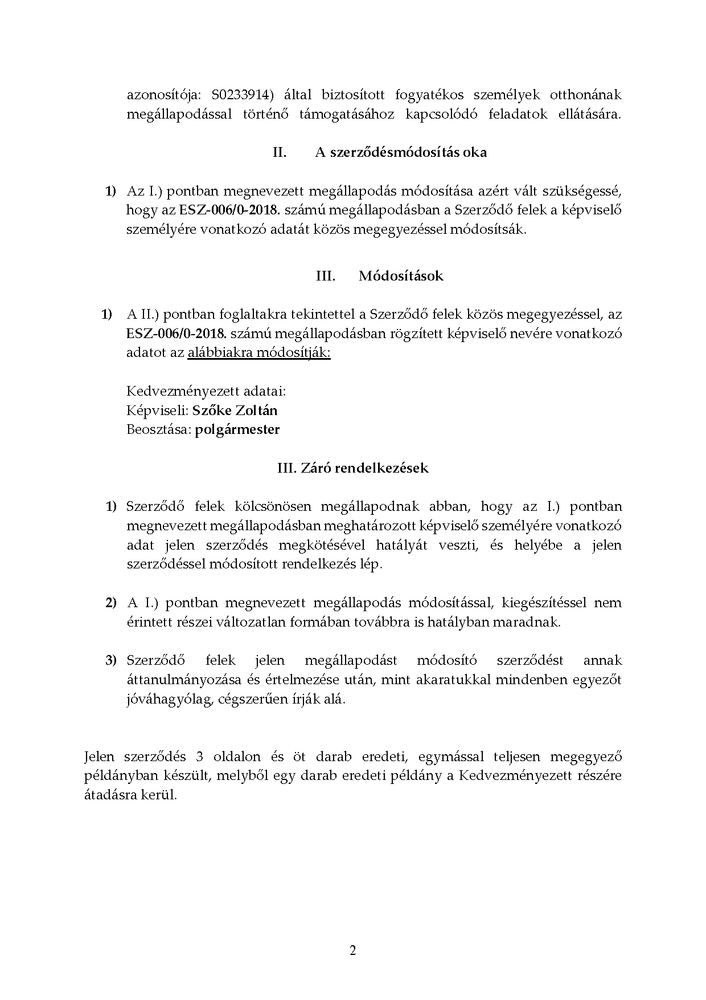 azonosítója: S0233914) által biztosított fogyatékos személyek otthonának
megállapodással történő támogatásához kapcsolódó feladatok ellátására.
II. A szerződésmódosítás oka
1) Az I.) pontban megnevezett megállapodás módosítása azért vált szükségessé,
hogy az ESZ-006/0-2018. számú megállapodásban a Szerződő felek a képviselő
személyére vonatkozó adatát közös megegyezéssel módosítsák.
III. Módosítások
1) A II.) pontban foglaltakra tekintettel a Szerződő felek közös megegyezéssel, az
ESZ-006/0-2018. számú megállapodásban rögzített képviselő nevére vonatkozó
adatot az alábbiakra módosítják:
Kedvezményezett adatai:
Képviseli: Szőke Zoltán
Beosztása: polgármester
III. Záró rendelkezések
1) Szerződő felek kölcsönösen megállapodnak abban, hogy az I.) pontban
megnevezett megállapodásban meghatározott képviselő személyére vonatkozó
adat jelen szerződés megkötésével hatályát veszti, és helyébe a jelen
szerződéssel módosított rendelkezés lép.
2) A I.) pontban megnevezett megállapodás módosítással, kiegészítéssel nem
érintett részei változatlan formában továbbra is hatályban maradnak.
3) Szerződő felek jelen megállapodást módosító szerződést annak
áttanulmányozása és értelmezése után, mint akaratukkal mindenben egyezőt
jóváhagyólag, cégszerűen írják alá.
Jelen szerződés 3 oldalon és öt darab eredeti, egymással teljesen megegyező
példányban készült, melyből egy darab eredeti példány a Kedvezményezett részére
átadásra kerül.
2